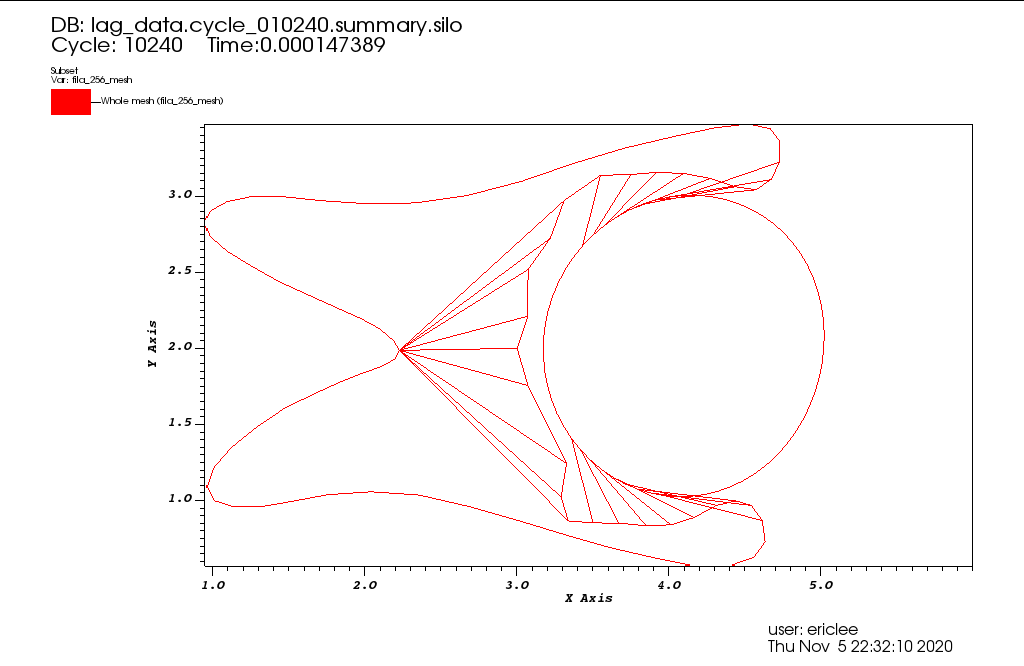 DB: lag_data.cycle_010240.summary.silo
Cycle: 10240 Time:0.000147389
Subset
Var: fila_256_mesh
Whole mesh (fila_256_mesh)
3.0
2.5
2.0
1.5
1.0
Y Axis
1.0 2.0 3.0 4.0 5.0
X Axis
user: ericlee
Thu Nov 5 22:32:10 2020